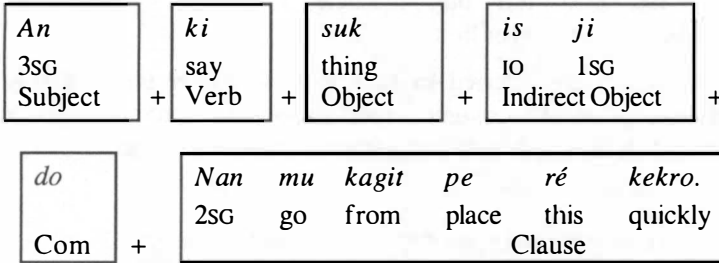 An ki suk is ji
3SG say thing IO 1SG
Subject + Verb + Object + Indirect Object +
do Nan mu kagit pe ré kekro.
2SG go from place this quickly
Com + Clause